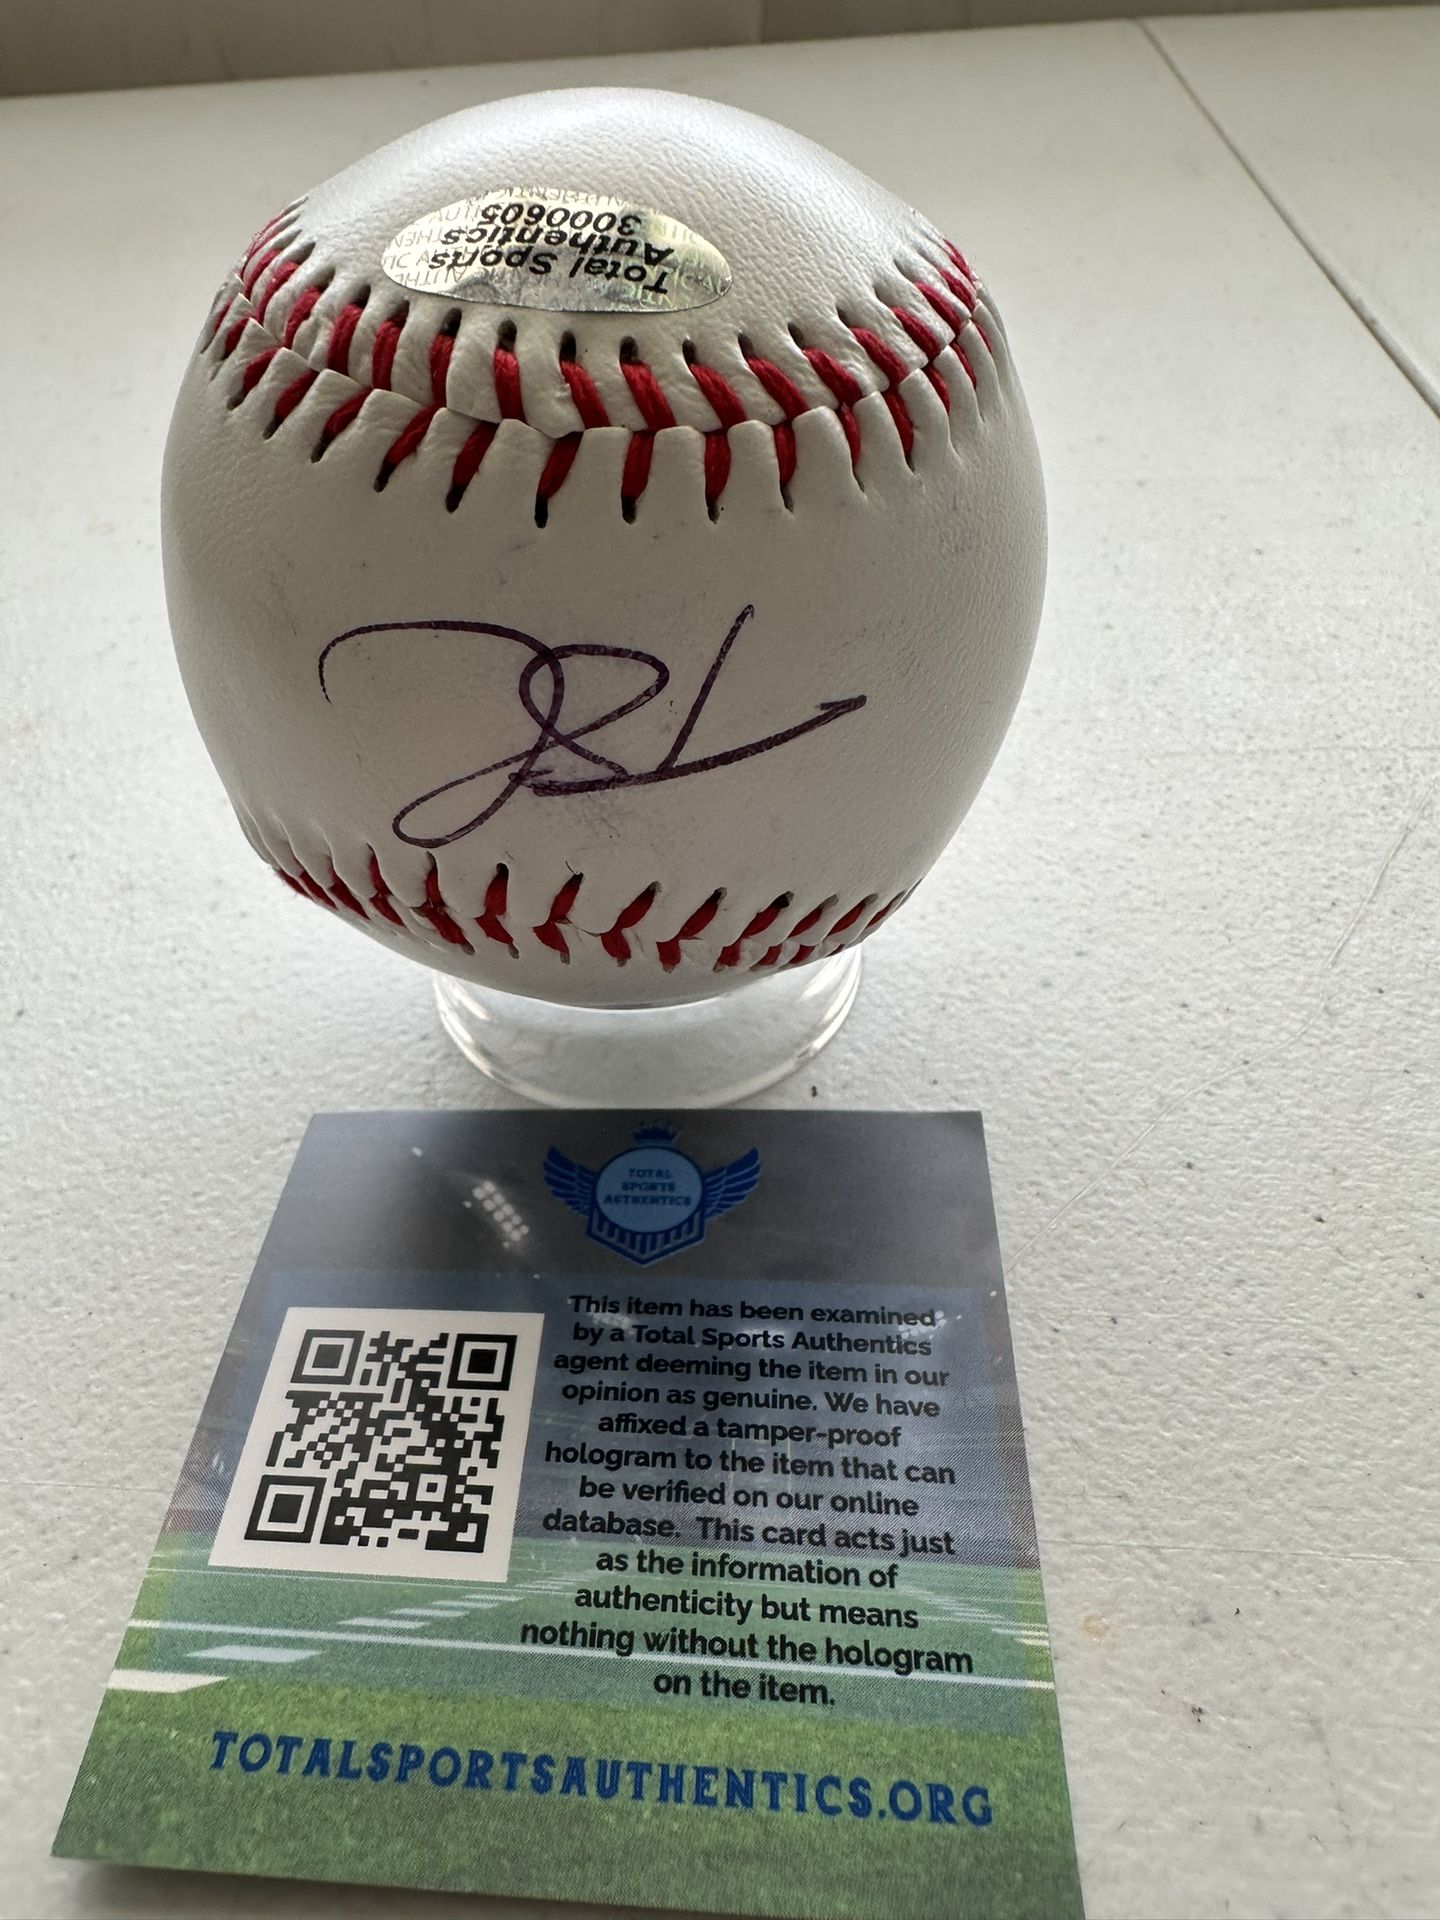 Total Sports
Authentics
3000605
TOTAL
SPORTS
AUTHENTICS
This item has been examined
by a Total Sports Authentics
agent deeming the item in our
opinion as genuine. We have
affixed a tamper-proof
hologram to the item that can
be verified on our online
database. This card acts just
as the information of
authenticity but means
nothing without the hologram
on the item.
TOTALSPORTSAUTHENTICS.ORG